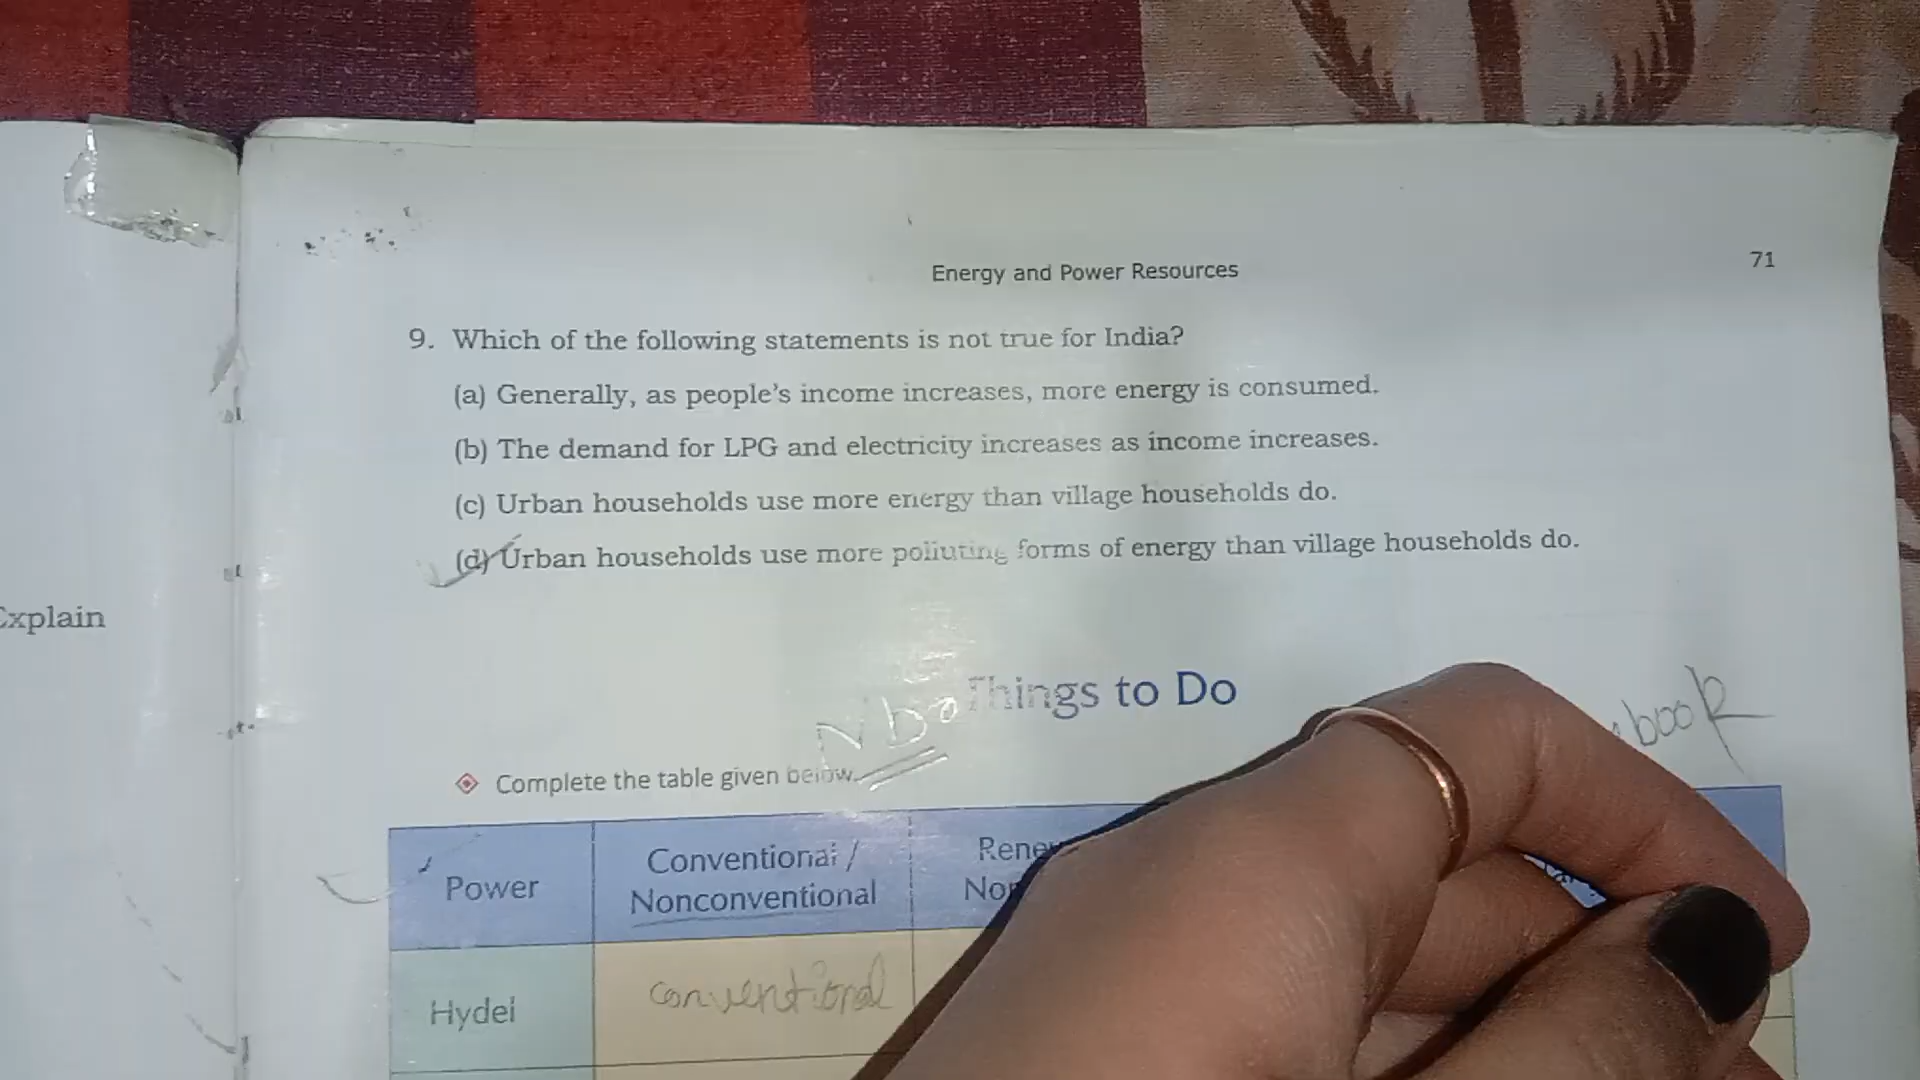 Energy and Power Resources
71
9. Which of the following statements is not true for India?
(a) Generally, as people's income increases, more energy is consumed.
(b) The demand for LPG and electricity increases as income increases.
(c) Urban households use more energy than village households do.
(d) Urban households use more polluting forms of energy than village households do.
Explain
Things to Do
book
Complete the table given below.
Power
Conventional /
Nonconventional
Hydel
conventional